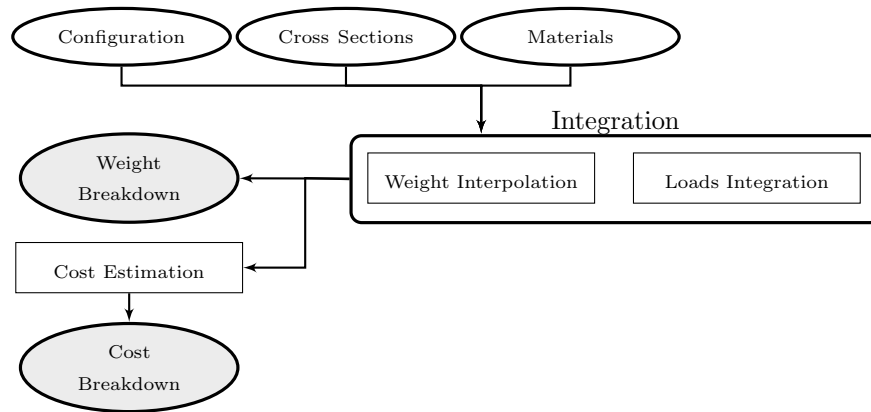 Configuration
Cross Sections
Materials
Integration
Weight
Breakdown
Weight Interpolation
Loads Integration
Cost Estimation
Cost
Breakdown